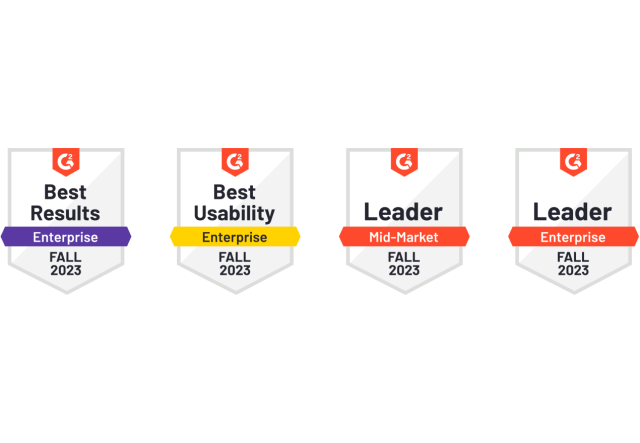 G2
Best
Results
Enterprise
FALL
2023
G2
Best
Usability
Enterprise
FALL
2023
G2
Leader
Mid-Market
FALL
2023
G2
Leader
Enterprise
FALL
2023